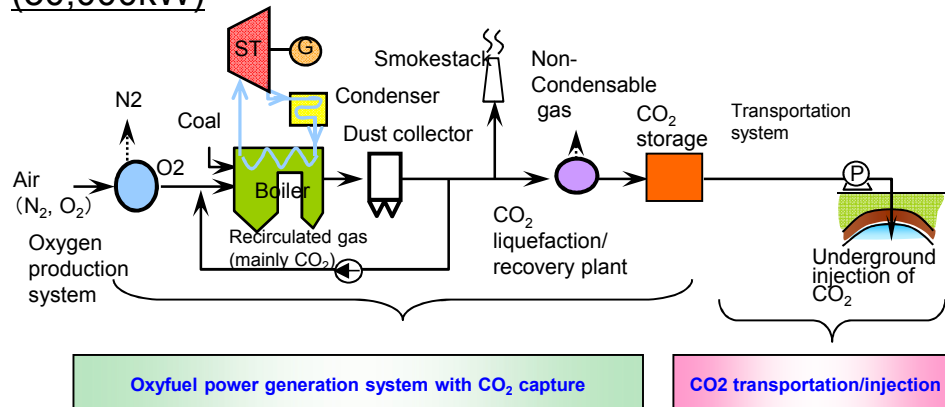 ST
G
Smokestack
Non-
Condensable
gas
N2
Condenser
CO2
storage
Transportation
system
Coal
Dust collector
O2
P
Air
(N2, O2)
Boiler
Recirculated gas
(mainly CO2)
CO2
liquefaction/
recovery plant
Oxygen
production
system
Underground
injection of
CO2
Oxyfuel power generation system with CO2 capture
CO2 transportation/injection